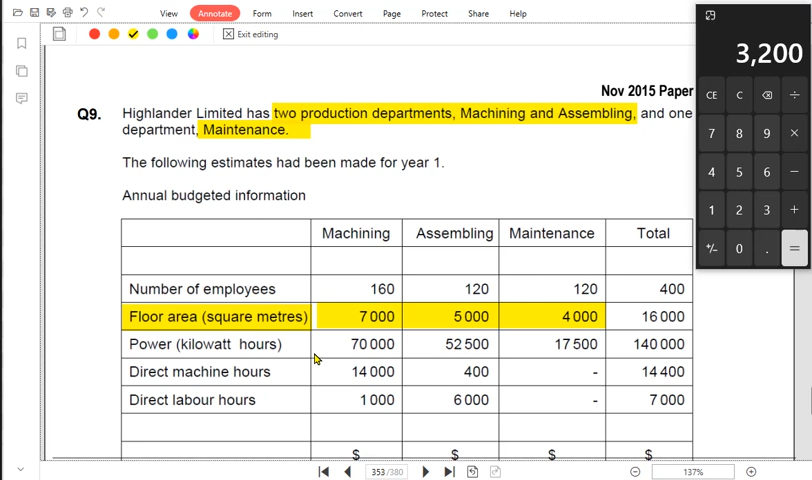 View Annotate Form Insert Convert Page Protect Share Help
Exit editing
3,200
CE C ÷
7 8 9 ×
4 5 6 −
1 2 3 +
+/− 0 . =
Nov 2015 Paper
Q9. Highlander Limited has two production departments, Machining and Assembling, and one
department, Maintenance.
The following estimates had been made for year 1.
Annual budgeted information
Machining Assembling Maintenance Total
Number of employees 160 120 120 400
Floor area (square metres) 7 000 5 000 4 000 16 000
Power (kilowatt hours) 70 000 52 500 17 500 140 000
Direct machine hours 14 000 400 - 14 400
Direct labour hours 1 000 6 000 - 7 000
$ $ $ $
353/380
137%